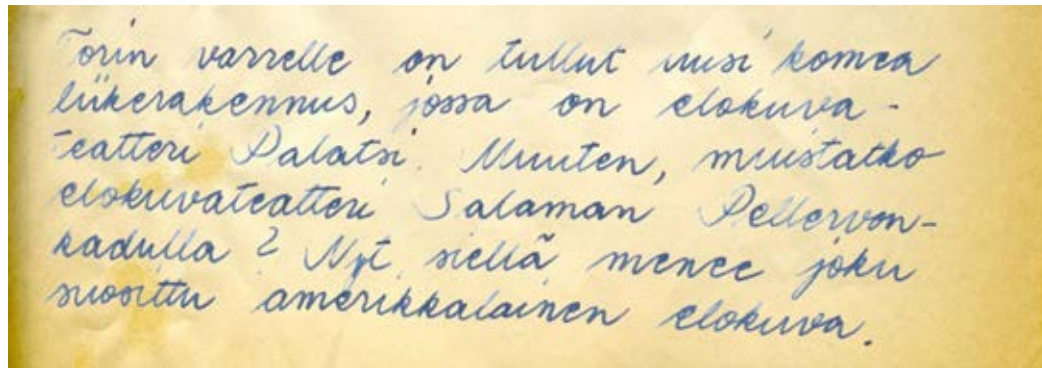 Torin varrelle on tullut uusi komea
liikerakennus, jossa on elokuva-
teatteri Palatsi. Muuten, muistatko
elokuvateatteri Salaman Pellervon-
kadulla? Nyt siellä menee joku
suosittu amerikkalainen elokuva.